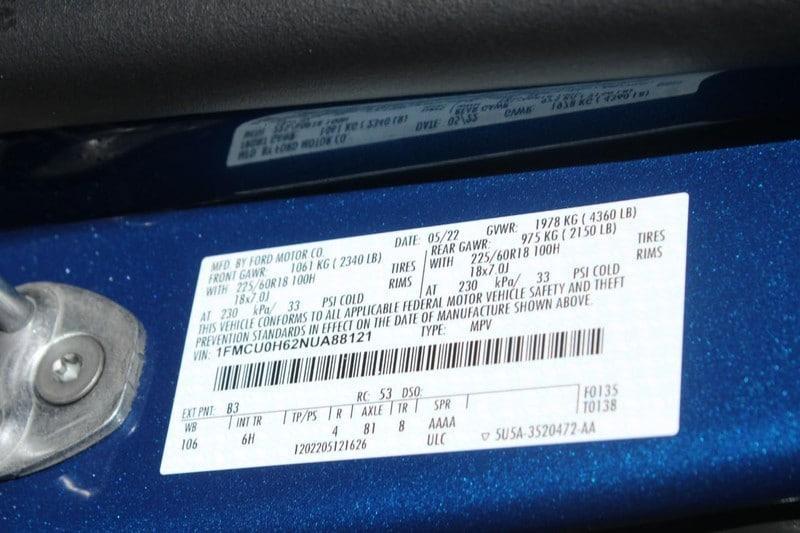 MFD. BY FORD MOTOR CO. DATE: 05/22 GVWR: 1978 KG ( 4360 LB)
FRONT GAWR: 1061 KG ( 2340 LB) REAR GAWR: 975 KG ( 2150 LB)
WITH 225/60R18 100H TIRES WITH 225/60R18 100H TIRES
18x7.0J RIMS 18x7.0J RIMS
AT 230 kPa/ 33 PSI COLD AT 230 kPa/ 33 PSI COLD
THIS VEHICLE CONFORMS TO ALL APPLICABLE FEDERAL MOTOR VEHICLE SAFETY AND THEFT
PREVENTION STANDARDS IN EFFECT ON THE DATE OF MANUFACTURE SHOWN ABOVE.
VIN: 1FMCU0H62NUA88121 TYPE: MPV
EXT PNT: B3 RC: 53 DSO: F0135
WB INT TR TP/PS R AXLE TR SPR T0138
106 6H 4 81 8 AAAA
1202205121626 ULC ▽ 5U5A-3520472-AA